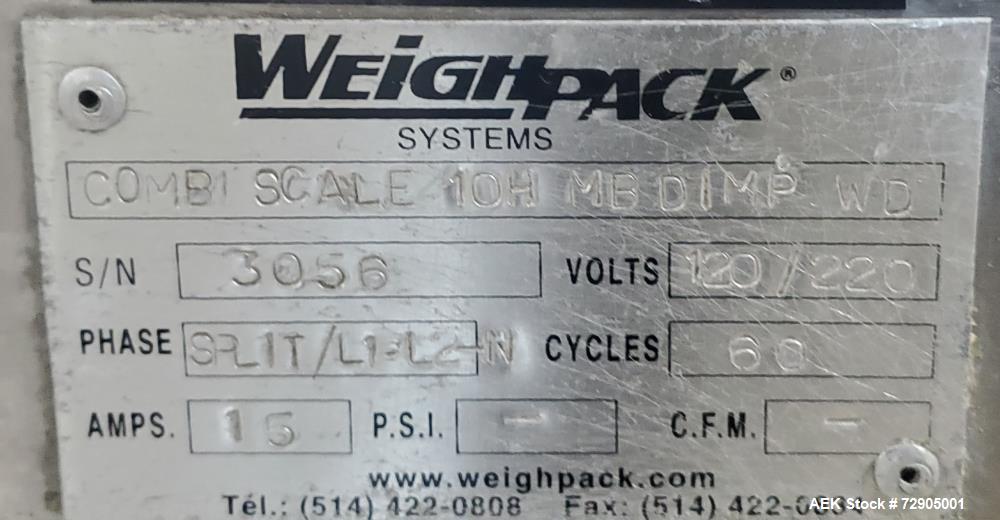 WEIGHPACK®
SYSTEMS
COMBI SCALE 10H MB DIMP WD
S/N 3056 VOLTS 120/220
PHASE SPLIT/L1-L2-N CYCLES 60
AMPS. 15 P.S.I. - C.F.M. -
www.weighpack.com
Tél.: (514) 422-0808 Fax: (514)
AEK Stock # 72905001